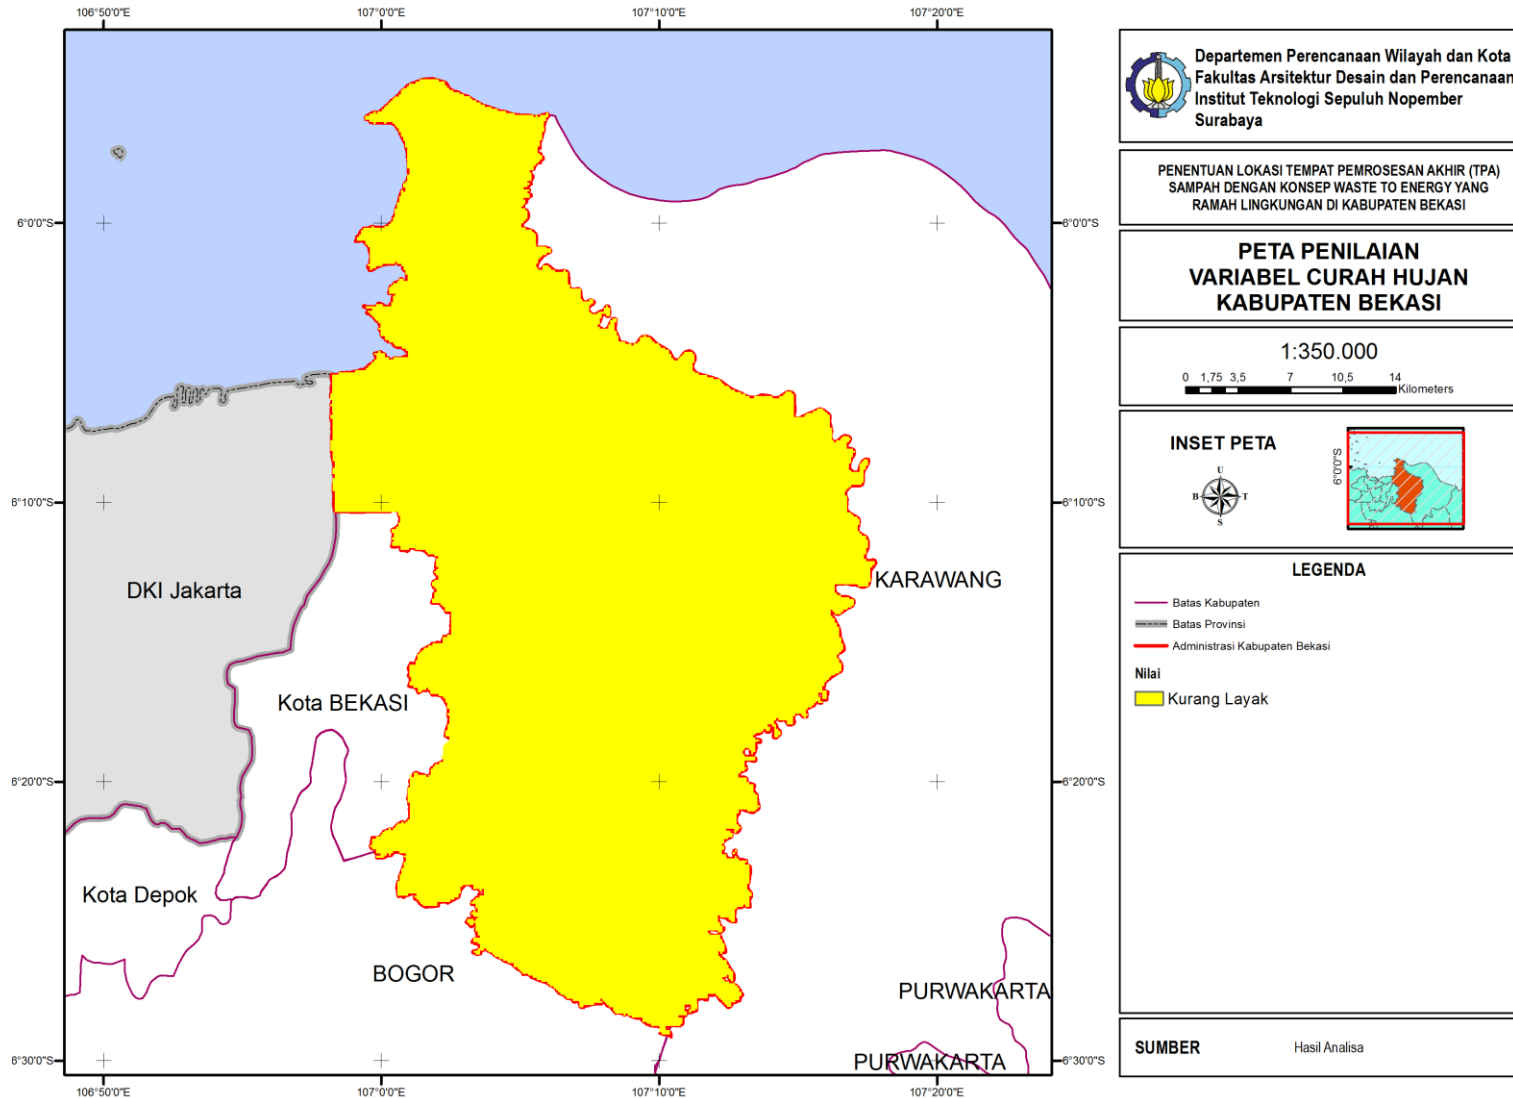 106°50'0"E
107°0'0"E
107°10'0"E
107°20'0"E
6°0'0"S
6°0'0"S
6°10'0"S
6°10'0"S
DKI Jakarta
KARAWANG
Kota BEKASI
6°20'0"S
6°20'0"S
Kota Depok
BOGOR
PURWAKARTA
PURWAKARTA
6°30'0"S
6°30'0"S
106°50'0"E
107°0'0"E
107°10'0"E
107°20'0"E
Departemen Perencanaan Wilayah dan Kota
Fakultas Arsitektur Desain dan Perencanaan
Institut Teknologi Sepuluh Nopember
Surabaya
PENENTUAN LOKASI TEMPAT PEMROSESAN AKHIR (TPA)
SAMPAH DENGAN KONSEP WASTE TO ENERGY YANG
RAMAH LINGKUNGAN DI KABUPATEN BEKASI
PETA PENILAIAN
VARIABEL CURAH HUJAN
KABUPATEN BEKASI
1:350.000
0 1,75 3,5 7 10,5 14
Kilometers
INSET PETA
U
B T
S
6°0'0"S
LEGENDA
Batas Kabupaten
Batas Provinsi
Administrasi Kabupaten Bekasi
Nilai
Kurang Layak
SUMBER Hasil Analisa